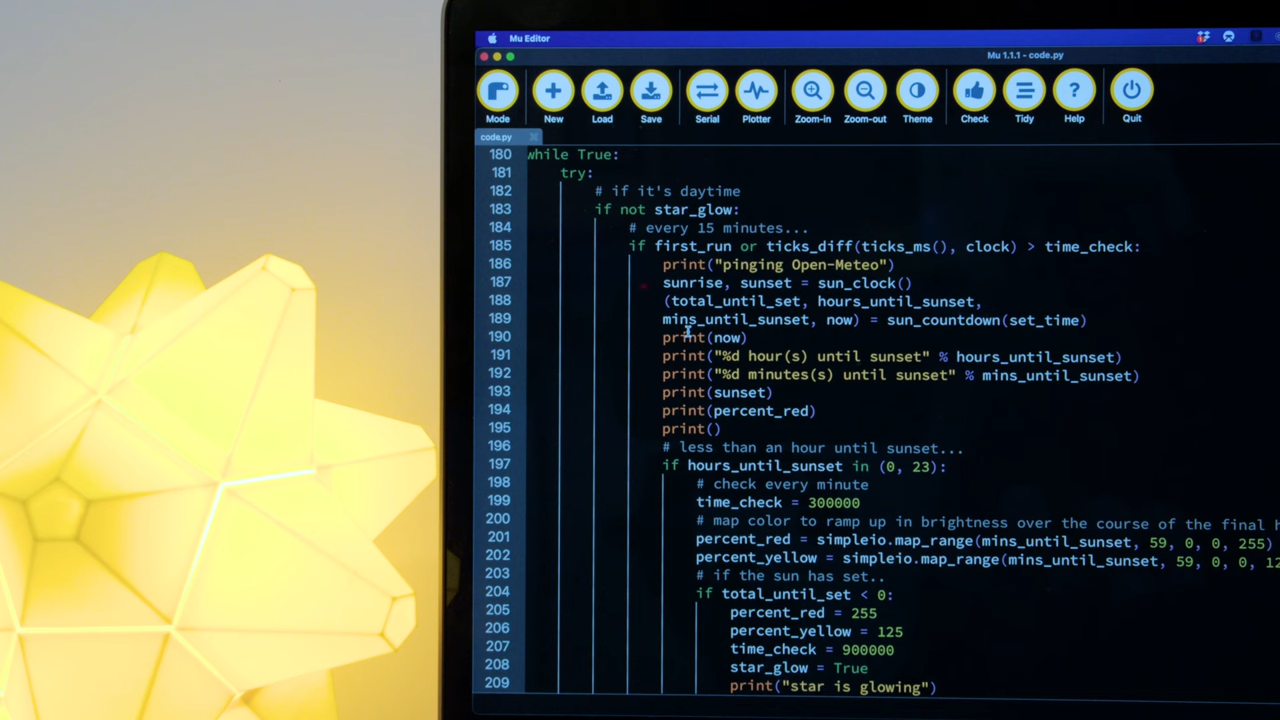 Mu Editor
Mu 1.1.1 - code.py
Mode New Load Save Serial Plotter Zoom-in Zoom-out Theme Check Tidy Help Quit
code.py
180 while True:
181 try:
182 # if it's daytime
183 if not star_glow:
184 # every 15 minutes...
185 if first_run or ticks_diff(ticks_ms(), clock) > time_check:
186 print("pinging Open-Meteo")
187 sunrise, sunset = sun_clock()
188 (total_until_set, hours_until_sunset,
189 mins_until_sunset, now) = sun_countdown(set_time)
190 print(now)
191 print("%d hour(s) until sunset" % hours_until_sunset)
192 print("%d minutes(s) until sunset" % mins_until_sunset)
193 print(sunset)
194 print(percent_red)
195 print()
196 # less than an hour until sunset...
197 if hours_until_sunset in (0, 23):
198 # check every minute
199 time_check = 300000
200 # map color to ramp up in brightness over the course of the final
201 percent_red = simpleio.map_range(mins_until_sunset, 59, 0, 0, 255)
202 percent_yellow = simpleio.map_range(mins_until_sunset, 59, 0, 0, 12
203 # if the sun has set..
204 if total_until_set < 0:
205 percent_red = 255
206 percent_yellow = 125
207 time_check = 900000
208 star_glow = True
209 print("star is glowing")